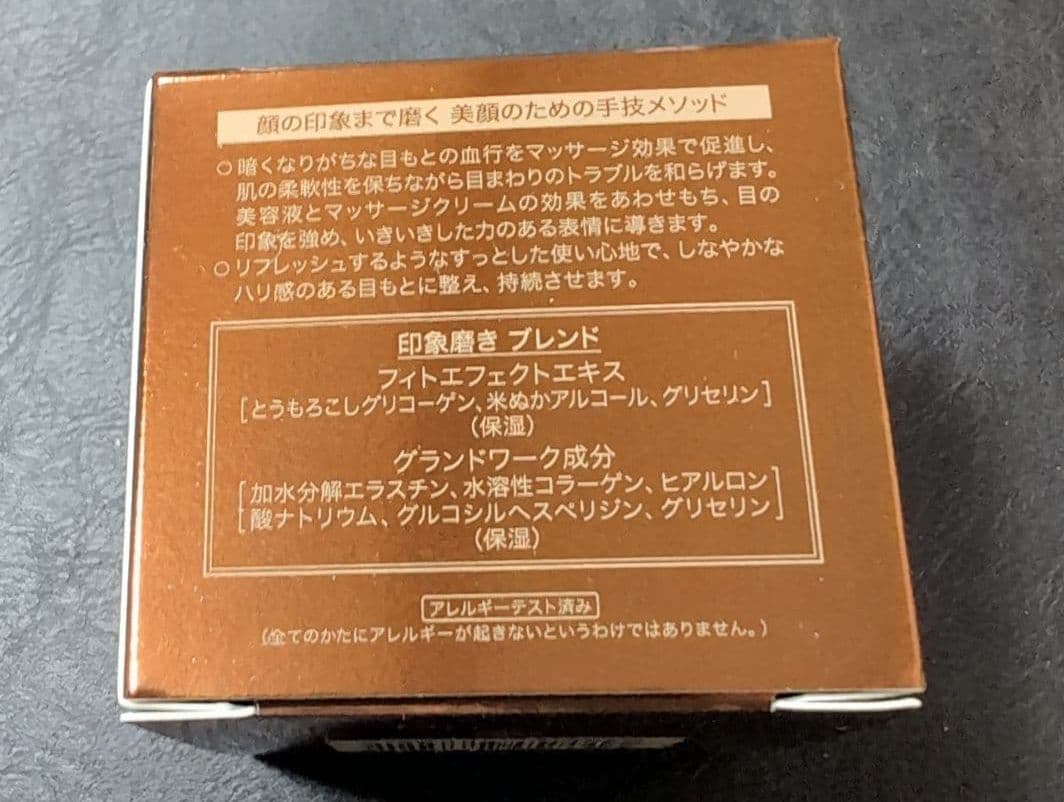 顔の印象まで磨く 美顔のための手技メソッド
○ 暗くなりがちな目もとの血行をマッサージ効果で促進し、
肌の柔軟性を保ちながら目まわりのトラブルを和らげます。
美容液とマッサージクリームの効果をあわせもち、目の
印象を強め、いきいきした力のある表情に導きます。
○ リフレッシュするようなすっとした使い心地で、しなやかな
ハリ感のある目もとに整え、持続させます。
印象磨き ブレンド
フィトエフェクトエキス
[とうもろこしグリコーゲン、米ぬかアルコール、グリセリン]
(保湿)
グランドワーク成分
[加水分解エラスチン、水溶性コラーゲン、ヒアルロン
酸ナトリウム、グルコシルヘスペリジン、グリセリン]
(保湿)
アレルギーテスト済み
(全てのかたにアレルギーが起きないというわけではありません。)